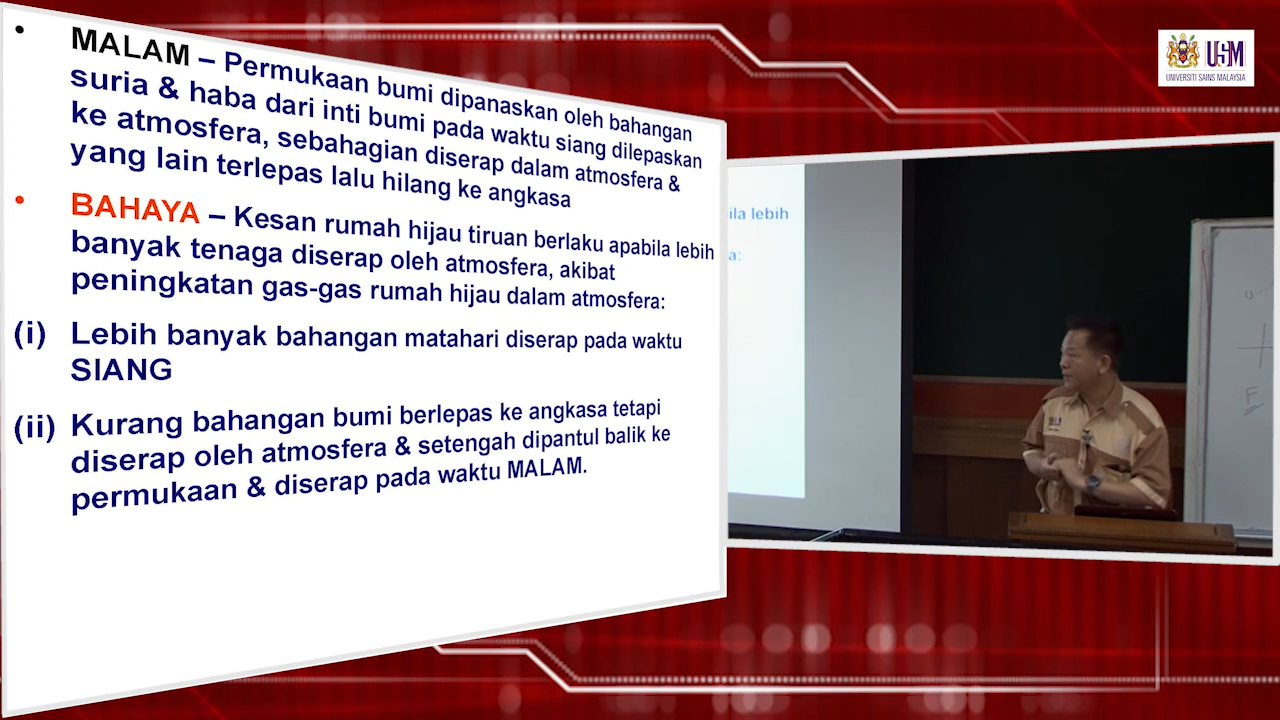 • MALAM – Permukaan bumi dipanaskan oleh bahangan
suria & haba dari inti bumi pada waktu siang dilepaskan
ke atmosfera, sebahagian diserap dalam atmosfera &
yang lain terlepas lalu hilang ke angkasa
• BAHAYA – Kesan rumah hijau tiruan berlaku apabila lebih
banyak tenaga diserap oleh atmosfera, akibat
peningkatan gas-gas rumah hijau dalam atmosfera:
(i) Lebih banyak bahangan matahari diserap pada waktu
SIANG
(ii) Kurang bahangan bumi berlepas ke angkasa tetapi
diserap oleh atmosfera & setengah dipantul balik ke
permukaan & diserap pada waktu MALAM.
USM
UNIVERSITI SAINS MALAYSIA
ila lebih
a:
E